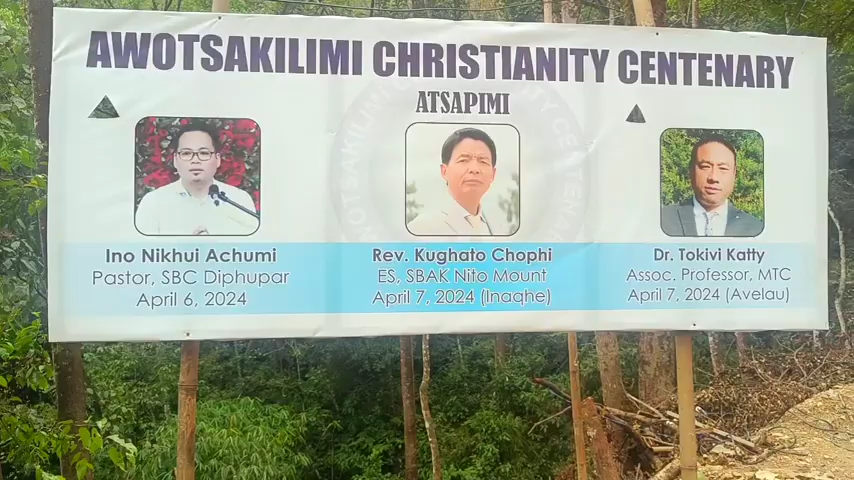 AWOTSAKILIMI CHRISTIANITY CENTENARY
ATSAPIMI
Ino Nikhui Achumi
Pastor, SBC Diphupar
April 6, 2024
Rev. Kughato Chophi
ES, SBAK Nito Mount
April 7, 2024 (Inaqhe)
Dr. Tokivi Katty
Assoc. Professor, MTC
April 7, 2024 (Avelau)